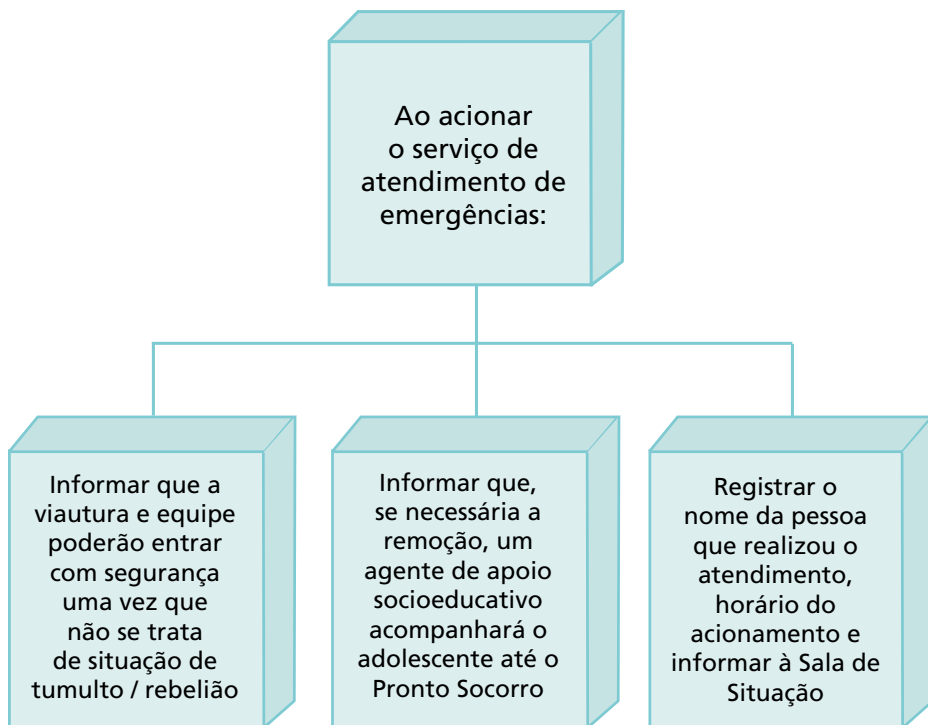 Ao acionar
o serviço de
atendimento de
emergências:
Informar que a
viautura e equipe
poderão entrar
com segurança
uma vez que
não se trata
de situação de
tumulto / rebelião
Informar que,
se necessária a
remoção, um
agente de apoio
socioeducativo
acompanhará o
adolescente até o
Pronto Socorro
Registrar o
nome da pessoa
que realizou o
atendimento,
horário do
acionamento e
informar à Sala de
Situação